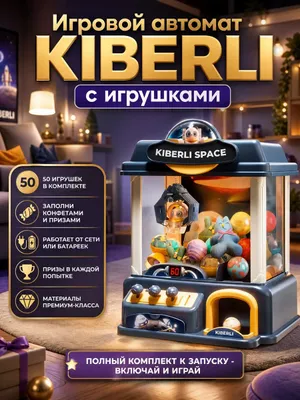 Игровой автомат
KIBERLI
с игрушками
KIBERLI SPACE
50
50 ИГРУШЕК
В КОМПЛЕКТЕ
ЗАПОЛНИ
КОНФЕТАМИ
И ПРИЗАМИ
РАБОТАЕТ ОТ СЕТИ
ИЛИ БАТАРЕЕК
ПРИЗЫ В КАЖДОЙ
ПОПЫТКЕ
МАТЕРИАЛЫ
ПРЕМИУМ-КЛАССА
60
KIBERLI
ПОЛНЫЙ КОМПЛЕКТ К ЗАПУСКУ -
ВКЛЮЧАЙ И ИГРАЙ